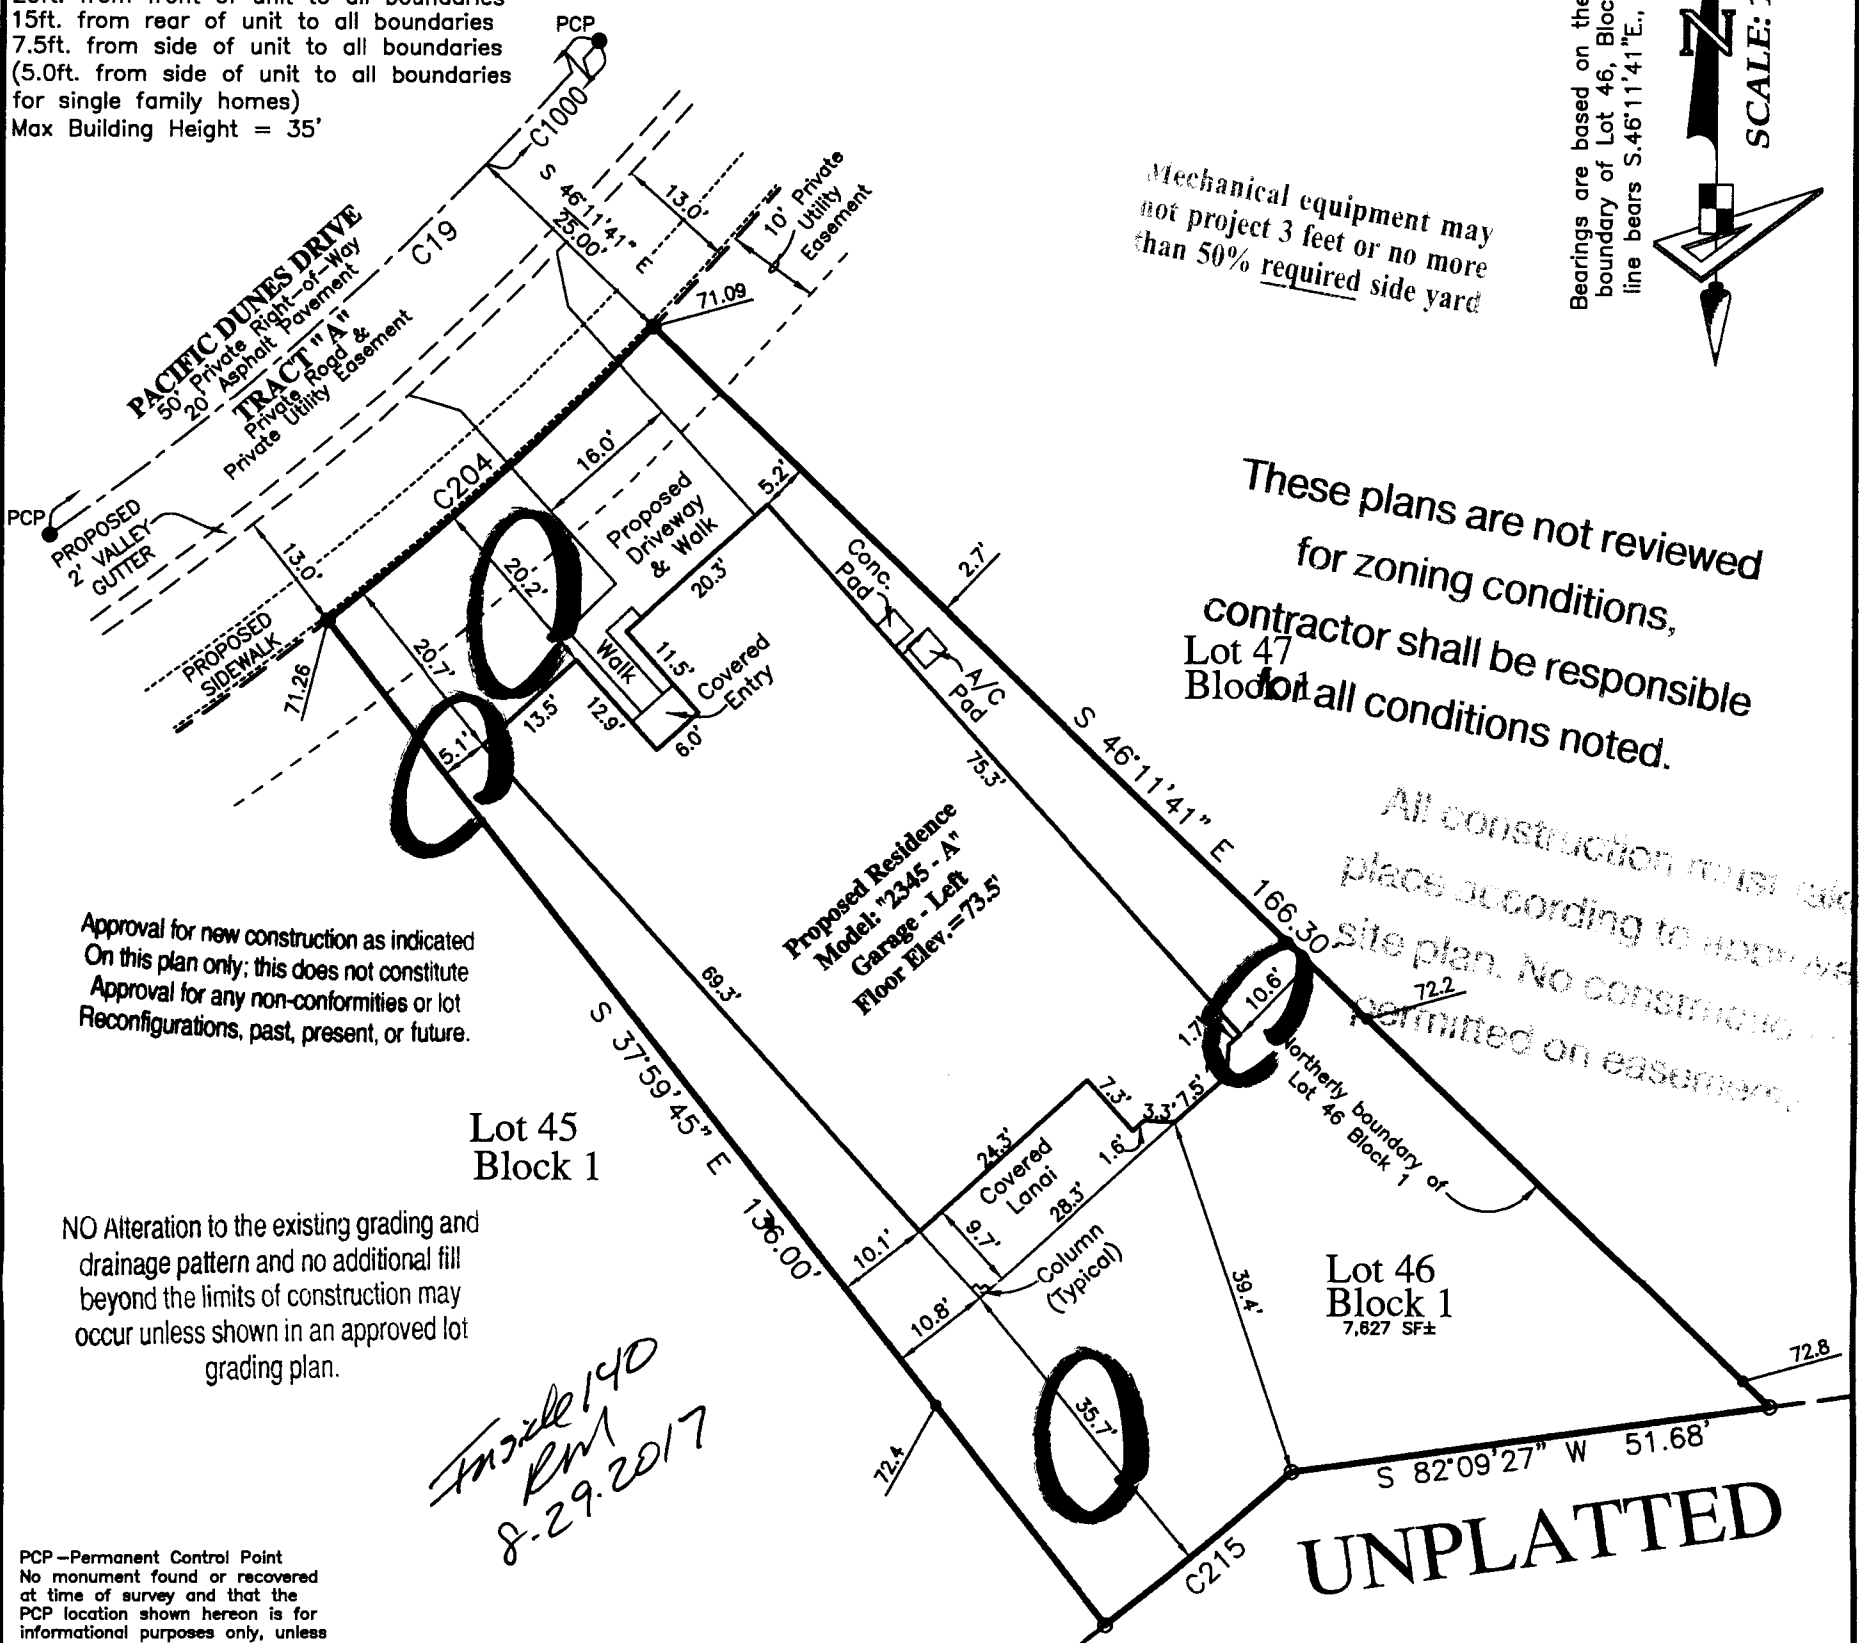 15ft. from rear of unit to all boundaries
7.5ft. from side of unit to all boundaries
(5.0ft. from side of unit to all boundaries
for single family homes)
Max Building Height = 35'
PCP
C1000
S 46°11'41" E
25.00'
13.0'
10' Private
Utility
Easement
C19
PACIFIC DUNES DRIVE
50' Private Right-of-Way
20' Asphalt Pavement
TRACT "A"
Private Road &
Private Utility Easement
71.09
Mechanical equipment may
not project 3 feet or no more
than 50% required side yard
Bearings are based on the
boundary of Lot 46, Bloc
line bears S.46°11'41"E.,
N
SCALE:
PCP
PROPOSED
2' VALLEY
GUTTER
13.0'
C204
16.0'
Proposed
Driveway
& Walk
5.2'
20.3'
20.2'
PROPOSED
SIDEWALK
71.26
20.7'
Walk
11.5'
Covered
Entry
13.5'
12.9'
6.0'
5.1'
Conc.
Pad
A/C
Pad
2.7'
75.3'
These plans are not reviewed
for zoning conditions,
contractor shall be responsible
for all conditions noted.
Lot 47
Block 1
S 46°11'41" E 166.30'
All construction must
place according to
site plan. No
permitted on
Proposed Residence
Model: "2345 - A"
Garage - Left
Floor Elev.=73.5'
Approval for new construction as indicated
On this plan only; this does not constitute
Approval for any non-conformities or lot
Reconfigurations, past, present, or future.
69.3'
S 37°59'45" E 136.00'
10.6'
1.7'
72.2
Northerly boundary of
Lot 46 Block 1
7.3'
3.3'
7.5'
1.6'
24.3'
Covered
Lanai
28.3'
9.7'
10.1'
Column
(Typical)
10.8'
39.4'
Lot 45
Block 1
NO Alteration to the existing grading and
drainage pattern and no additional fill
beyond the limits of construction may
occur unless shown in an approved lot
grading plan.
Lot 46
Block 1
7,627 SF±
72.8
35.7'
72.4
Inside 140
RM
8.29.2017
S 82°09'27" W 51.68'
C215
UNPLATTED
PCP-Permanent Control Point
No monument found or recovered
at time of survey and that the
PCP location shown hereon is for
informational purposes only, unless